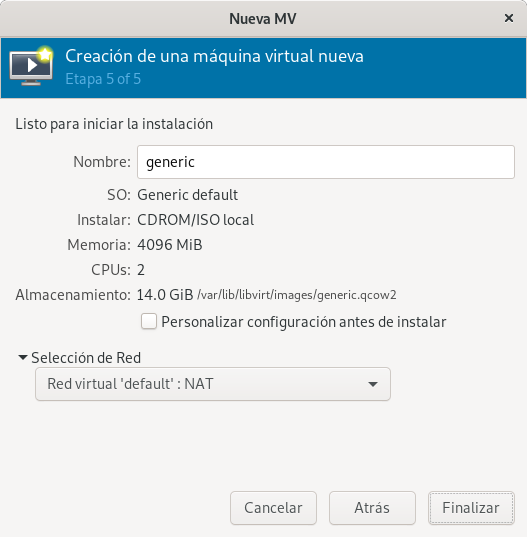 Nueva MV
Creación de una máquina virtual nueva
Etapa 5 of 5
Listo para iniciar la instalación
Nombre: generic
SO: Generic default
Instalar: CDROM/ISO local
Memoria: 4096 MiB
CPUs: 2
Almacenamiento: 14.0 GiB /var/lib/libvirt/images/generic.qcow2
Personalizar configuración antes de instalar
Selección de Red
Red virtual 'default' : NAT
Cancelar Atrás Finalizar